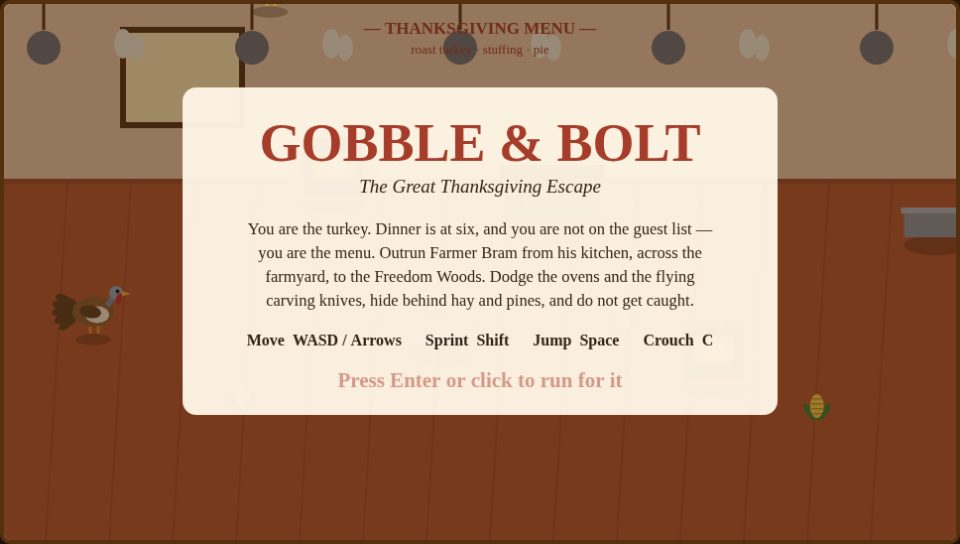 — THANKSGIVING MENU —
roast turkey · stuffing · pie
GOBBLE & BOLT
The Great Thanksgiving Escape
You are the turkey. Dinner is at six, and you are not on the guest list —
you are the menu. Outrun Farmer Bram from his kitchen, across the
farmyard, to the Freedom Woods. Dodge the ovens and the flying
carving knives, hide behind hay and pines, and do not get caught.
Move WASD / Arrows Sprint Shift Jump Space Crouch C
Press Enter or click to run for it